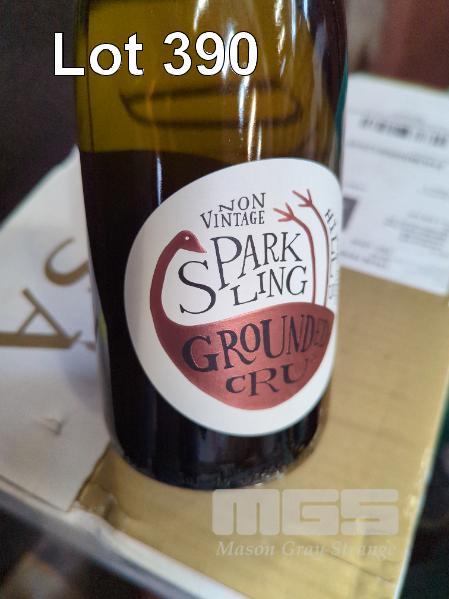 Lot 390
NON
VINTAGE
SPARK
LING
GROUNDED
CRU
MGS
Mason Gray Strange